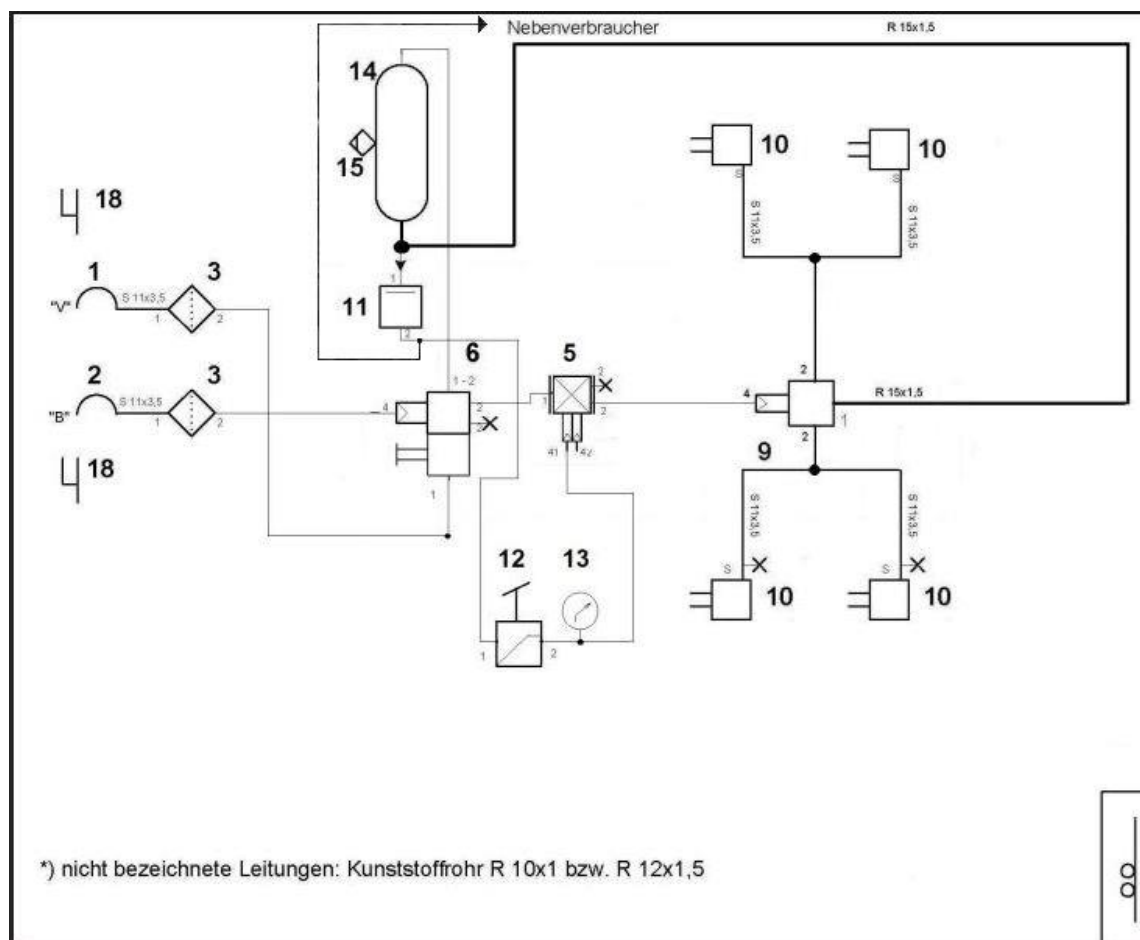 Nebenverbraucher
R 15x1,5
14
15
10
10
S
S
S 11x3,5
S 11x3,5
18
1
3
"V"
S 11x3,5
1
2
11
1
2
6
5
1 - 2
2
3
"B"
S 11x3,5
1
2
4
2
2
1
1
2
2
41
42
4
2
R 15x1,5
1
2
9
18
S 11x3,5
S 11x3,5
12
13
1
2
S
10
S
10
*) nicht bezeichnete Leitungen: Kunststoffrohr R 10x1 bzw. R 12x1,5